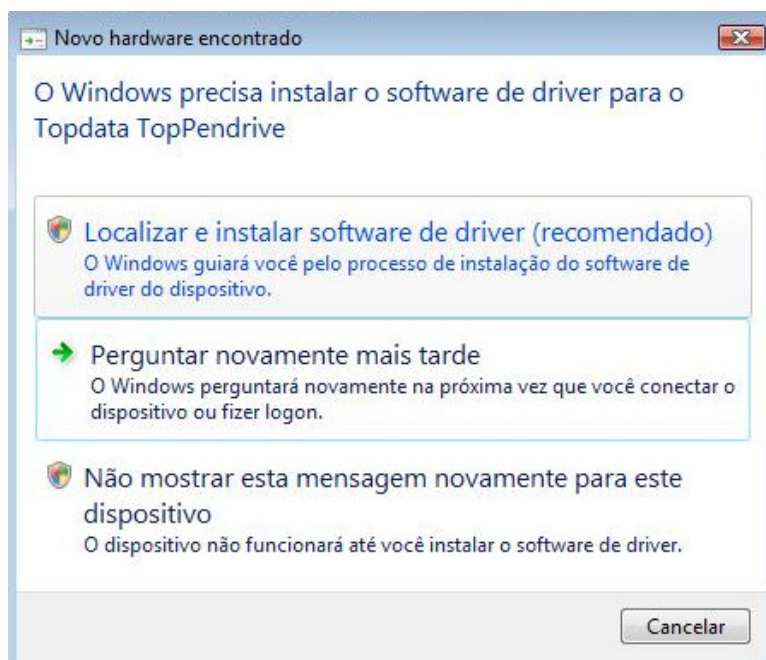 Novo hardware encontrado
O Windows precisa instalar o software de driver para o
Topdata TopPendrive
Localizar e instalar software de driver (recomendado)
O Windows guiará você pelo processo de instalação do software de
driver do dispositivo.
Perguntar novamente mais tarde
O Windows perguntará novamente na próxima vez que você conectar o
dispositivo ou fizer logon.
Não mostrar esta mensagem novamente para este
dispositivo
O dispositivo não funcionará até você instalar o software de driver.
Cancelar